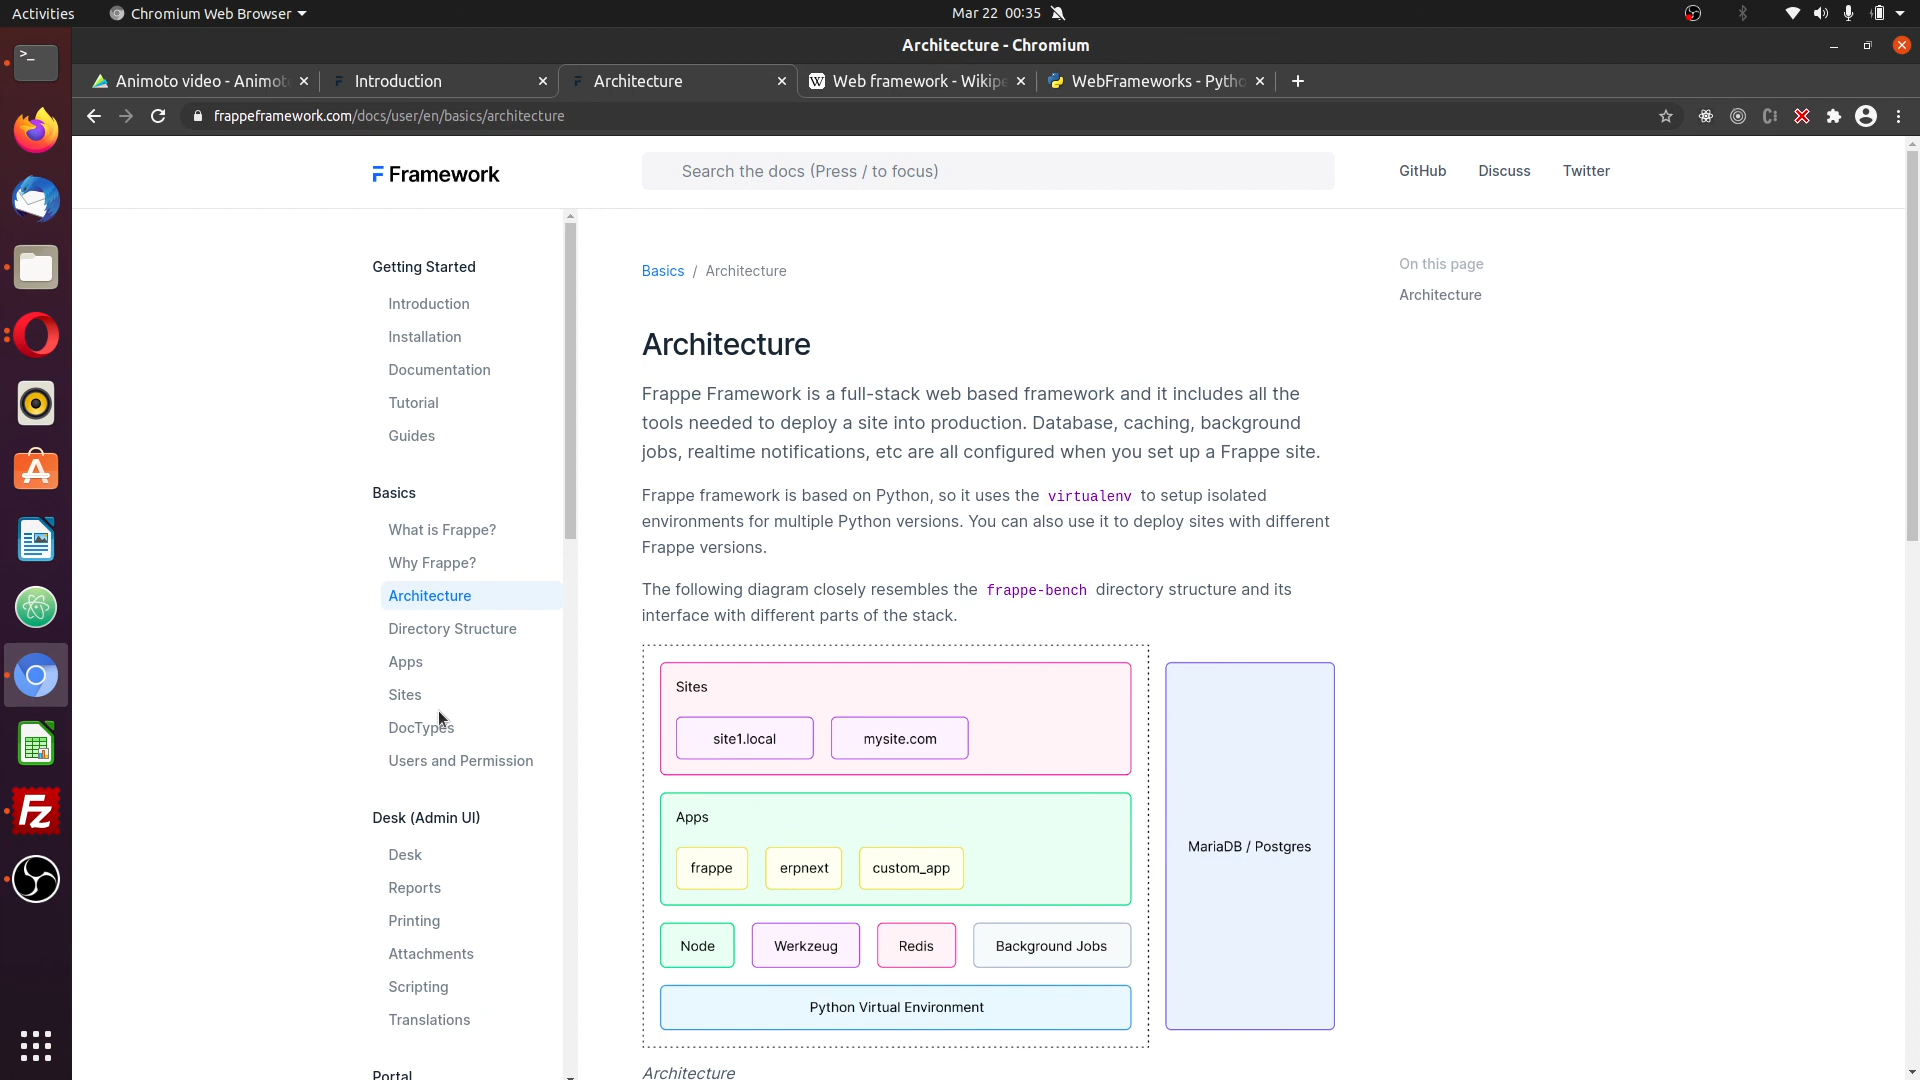 Activities
Chromium Web Browser
Mar 22 00:35
Architecture - Chromium
Animoto video - Animot
Introduction
Architecture
Web framework - Wikipe
WebFrameworks - Pytho
frappeframework.com/docs/user/en/basics/architecture
Framework
Search the docs (Press / to focus)
GitHub
Discuss
Twitter
Getting Started
Introduction
Installation
Documentation
Tutorial
Guides
Basics
What is Frappe?
Why Frappe?
Architecture
Directory Structure
Apps
Sites
DocTypes
Users and Permission
Desk (Admin UI)
Desk
Reports
Printing
Attachments
Scripting
Translations
Portal
Basics / Architecture
Architecture
Frappe Framework is a full-stack web based framework and it includes all the
tools needed to deploy a site into production. Database, caching, background
jobs, realtime notifications, etc are all configured when you set up a Frappe site.
Frappe framework is based on Python, so it uses the virtualenv to setup isolated
environments for multiple Python versions. You can also use it to deploy sites with different
Frappe versions.
The following diagram closely resembles the frappe-bench directory structure and its
interface with different parts of the stack.
Sites
site1.local
mysite.com
Apps
frappe
erpnext
custom_app
Node
Werkzeug
Redis
Background Jobs
Python Virtual Environment
MariaDB / Postgres
Architecture
On this page
Architecture